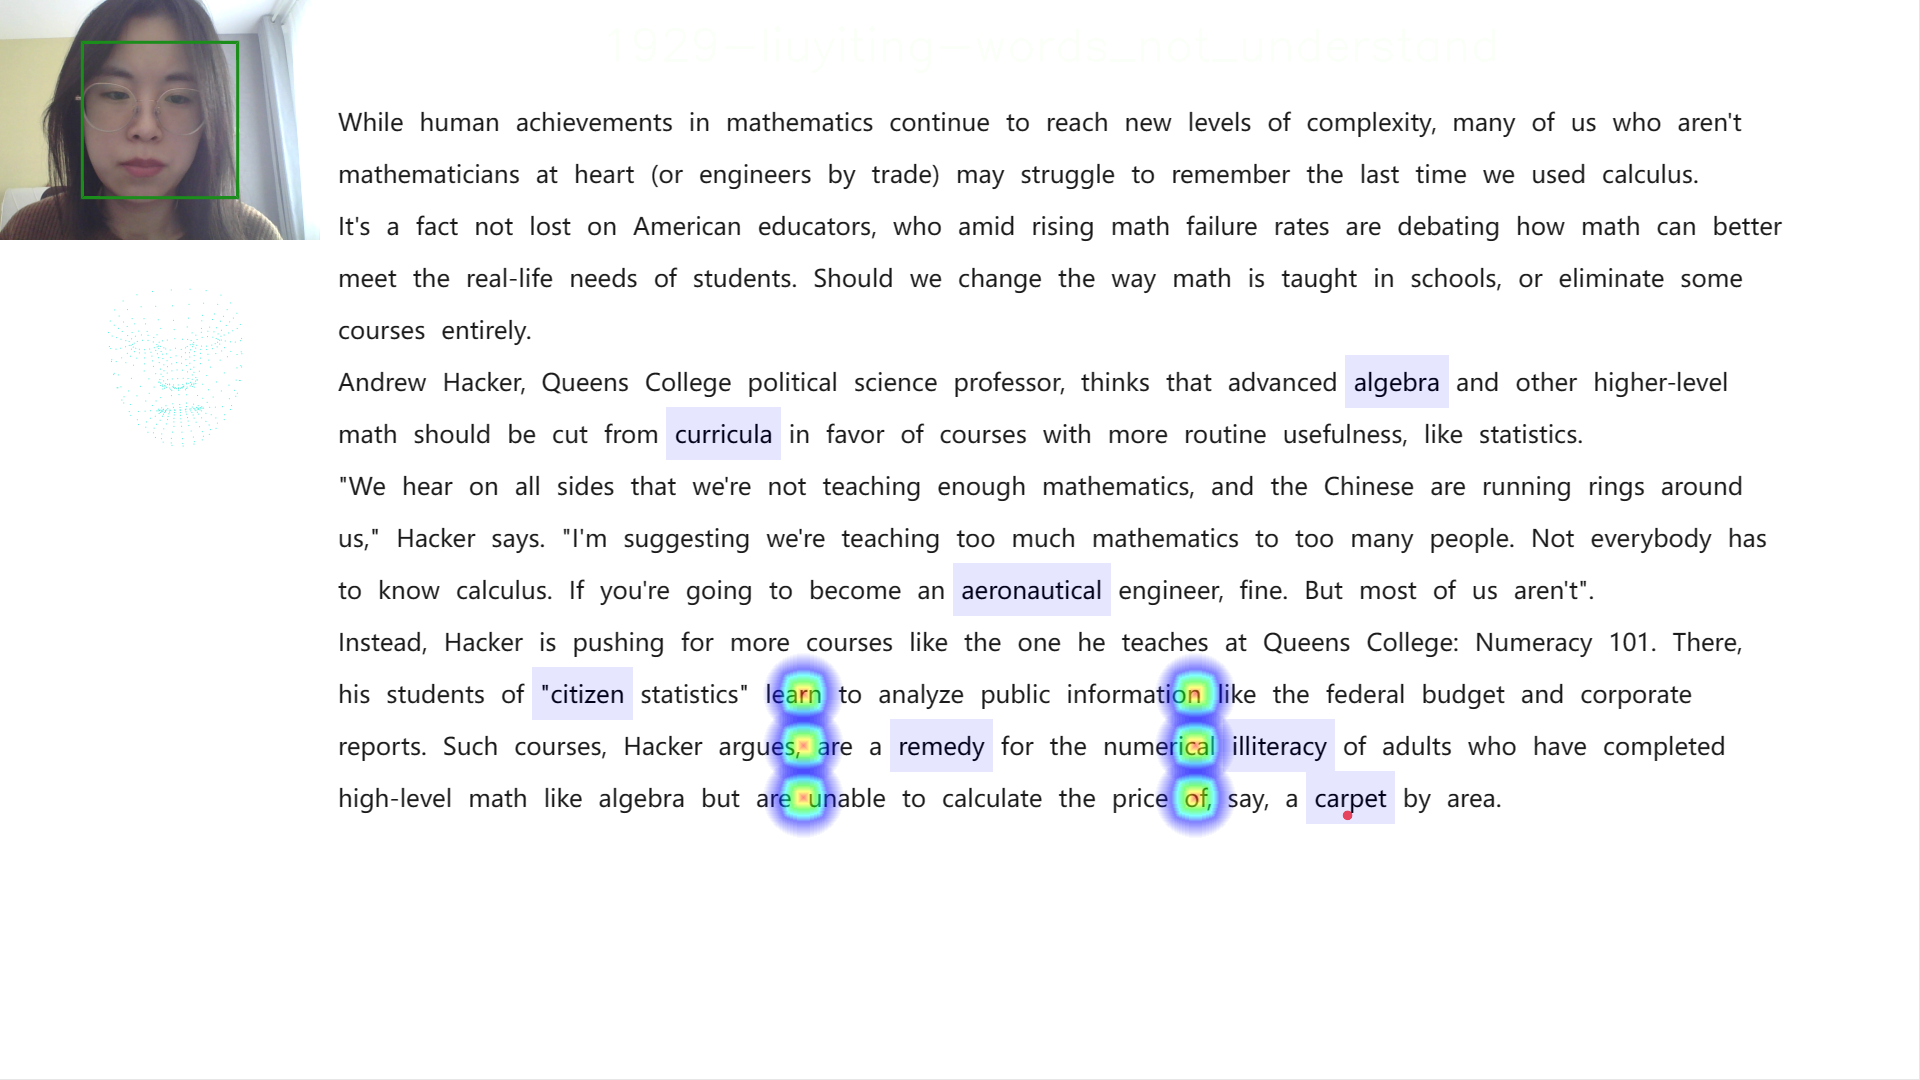 1929-liuyiting-words_not_understand
While human achievements in mathematics continue to reach new levels of complexity, many of us who aren't
mathematicians at heart (or engineers by trade) may struggle to remember the last time we used calculus.
It's a fact not lost on American educators, who amid rising math failure rates are debating how math can better
meet the real-life needs of students. Should we change the way math is taught in schools, or eliminate some
courses entirely.
Andrew Hacker, Queens College political science professor, thinks that advanced algebra and other higher-level
math should be cut from curricula in favor of courses with more routine usefulness, like statistics.
"We hear on all sides that we're not teaching enough mathematics, and the Chinese are running rings around
us," Hacker says. "I'm suggesting we're teaching too much mathematics to too many people. Not everybody has
to know calculus. If you're going to become an aeronautical engineer, fine. But most of us aren't".
Instead, Hacker is pushing for more courses like the one he teaches at Queens College: Numeracy 101. There,
his students of "citizen statistics" learn to analyze public information like the federal budget and corporate
reports. Such courses, Hacker argues, are a remedy for the numerical illiteracy of adults who have completed
high-level math like algebra but are unable to calculate the price of, say, a carpet by area.